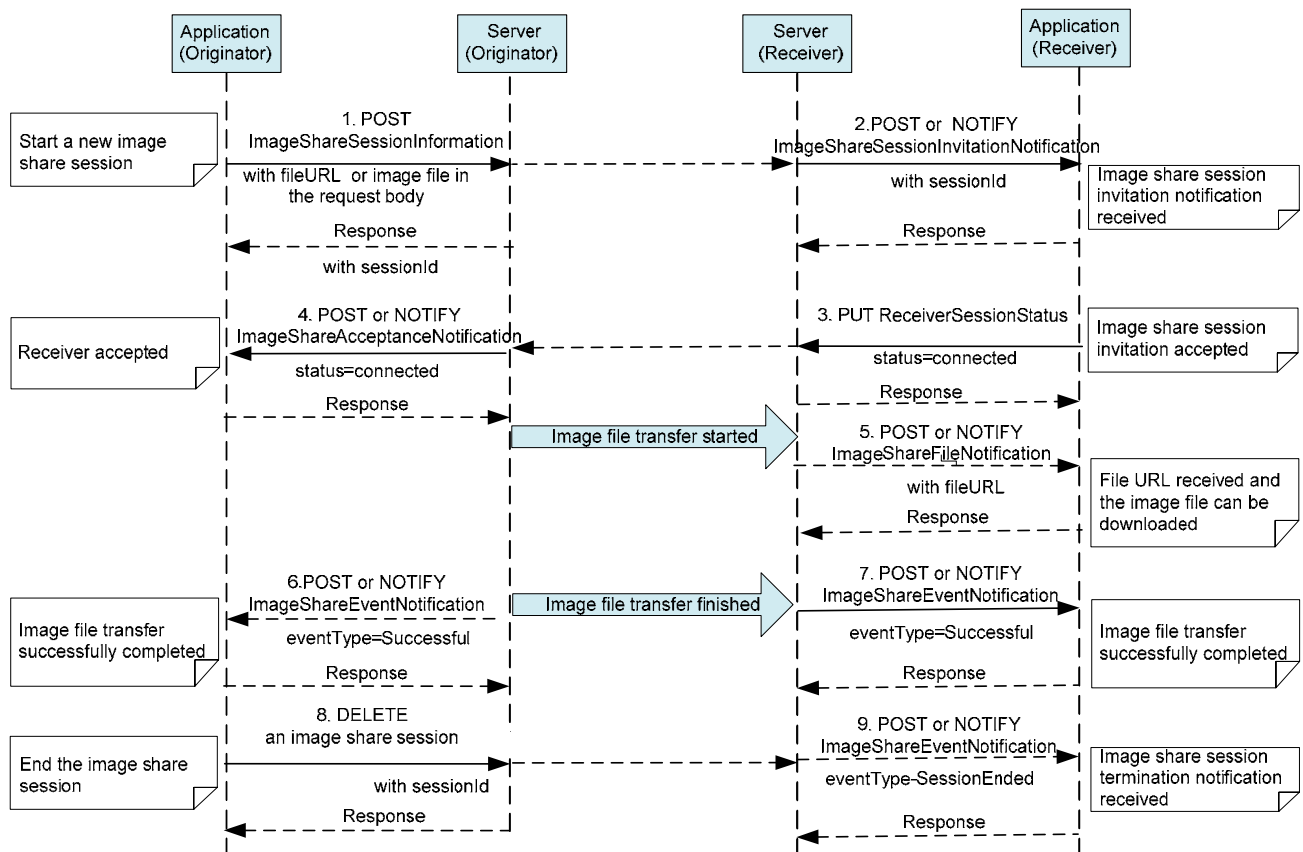 Application
(Originator)
Server
(Originator)
Server
(Receiver)
Application
(Receiver)
Start a new image
share session
1. POST
ImageShareSessionInformation
with fileURL or image file in
the request body
2.POST or NOTIFY
ImageShareSessionInvitationNotification
with sessionId
Image share session
invitation notification
received
Response
with sessionId
Response
Receiver accepted
4. POST or NOTIFY
ImageShareAcceptanceNotification
status=connected
3. PUT ReceiverSessionStatus
status=connected
Image share session
invitation accepted
Response
Response
Image file transfer started
5. POST or NOTIFY
ImageShareFileNotification
with fileURL
File URL received and
the image file can be
downloaded
Response
6.POST or NOTIFY
ImageShareEventNotification
eventType=Successful
Image file transfer finished
7. POST or NOTIFY
ImageShareEventNotification
eventType=Successful
Image file transfer
successfully completed
Image file transfer
successfully completed
Response
Response
8. DELETE
an image share session
with sessionId
9. POST or NOTIFY
ImageShareEventNotification
eventType-SessionEnded
End the image share
session
Image share session
termination notification
received
Response
Response